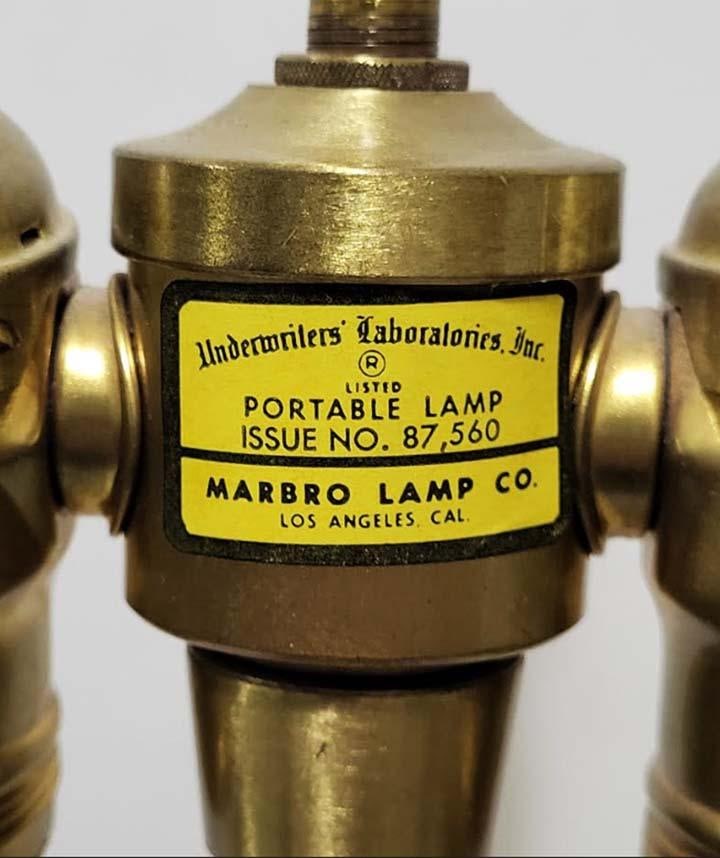 Underwriters' Laboratories, Inc.
®
LISTED
PORTABLE LAMP
ISSUE NO. 87,560
MARBRO LAMP CO.
LOS ANGELES, CAL.